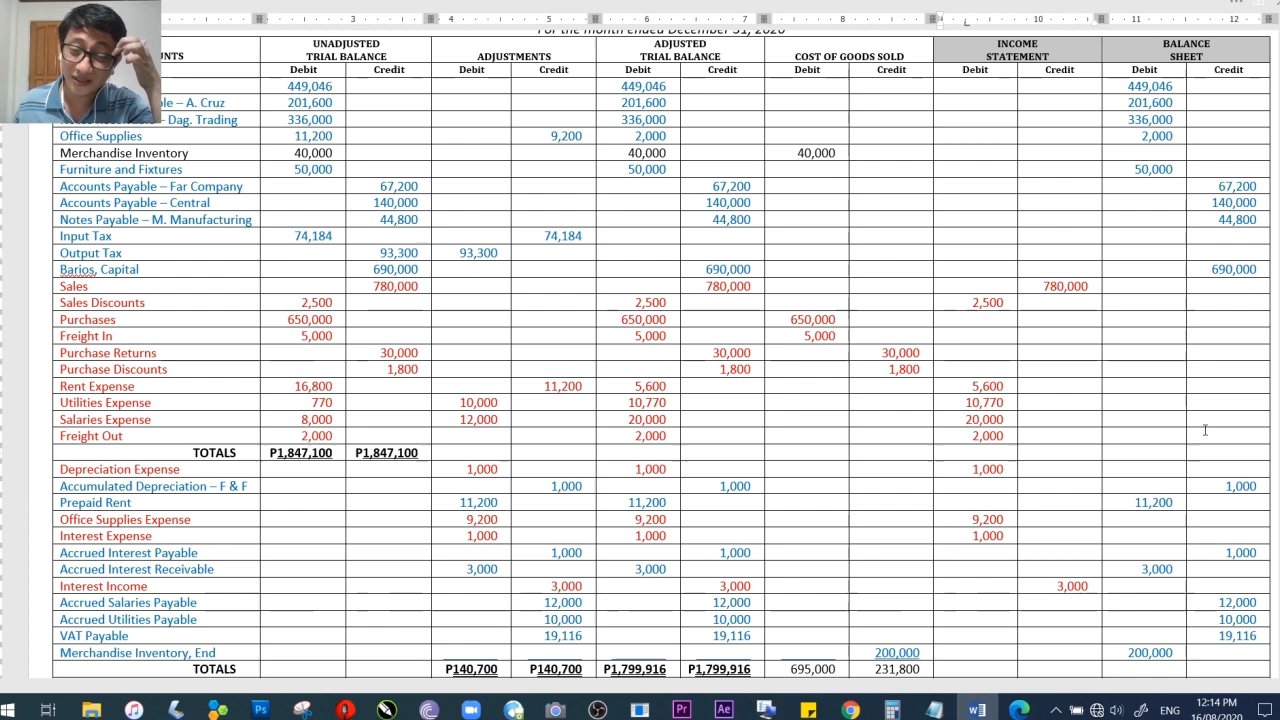 For the month ended December 31, 2020
UNADJUSTED TRIAL BALANCE ADJUSTMENTS ADJUSTED TRIAL BALANCE COST OF GOODS SOLD INCOME STATEMENT BALANCE SHEET
Debit Credit Debit Credit Debit Credit Debit Credit Debit Credit Debit Credit
449,046 449,046 449,046
– A. Cruz 201,600 201,600 201,600
– Dag. Trading 336,000 336,000 336,000
Office Supplies 11,200 9,200 2,000 2,000
Merchandise Inventory 40,000 40,000 40,000
Furniture and Fixtures 50,000 50,000 50,000
Accounts Payable – Far Company 67,200 67,200 67,200
Accounts Payable – Central 140,000 140,000 140,000
Notes Payable – M. Manufacturing 44,800 44,800 44,800
Input Tax 74,184 74,184
Output Tax 93,300 93,300
Barios, Capital 690,000 690,000 690,000
Sales 780,000 780,000 780,000
Sales Discounts 2,500 2,500 2,500
Purchases 650,000 650,000 650,000
Freight In 5,000 5,000 5,000
Purchase Returns 30,000 30,000 30,000
Purchase Discounts 1,800 1,800 1,800
Rent Expense 16,800 11,200 5,600 5,600
Utilities Expense 770 10,000 10,770 10,770
Salaries Expense 8,000 12,000 20,000 20,000
Freight Out 2,000 2,000 2,000
TOTALS P1,847,100 P1,847,100
Depreciation Expense 1,000 1,000 1,000
Accumulated Depreciation – F & F 1,000 1,000 1,000
Prepaid Rent 11,200 11,200 11,200
Office Supplies Expense 9,200 9,200 9,200
Interest Expense 1,000 1,000 1,000
Accrued Interest Payable 1,000 1,000 1,000
Accrued Interest Receivable 3,000 3,000 3,000
Interest Income 3,000 3,000 3,000
Accrued Salaries Payable 12,000 12,000 12,000
Accrued Utilities Payable 10,000 10,000 10,000
VAT Payable 19,116 19,116 19,116
Merchandise Inventory, End 200,000 200,000
TOTALS P140,700 P140,700 P1,799,916 P1,799,916 695,000 231,800
ENG 12:14 PM
16/08/2020